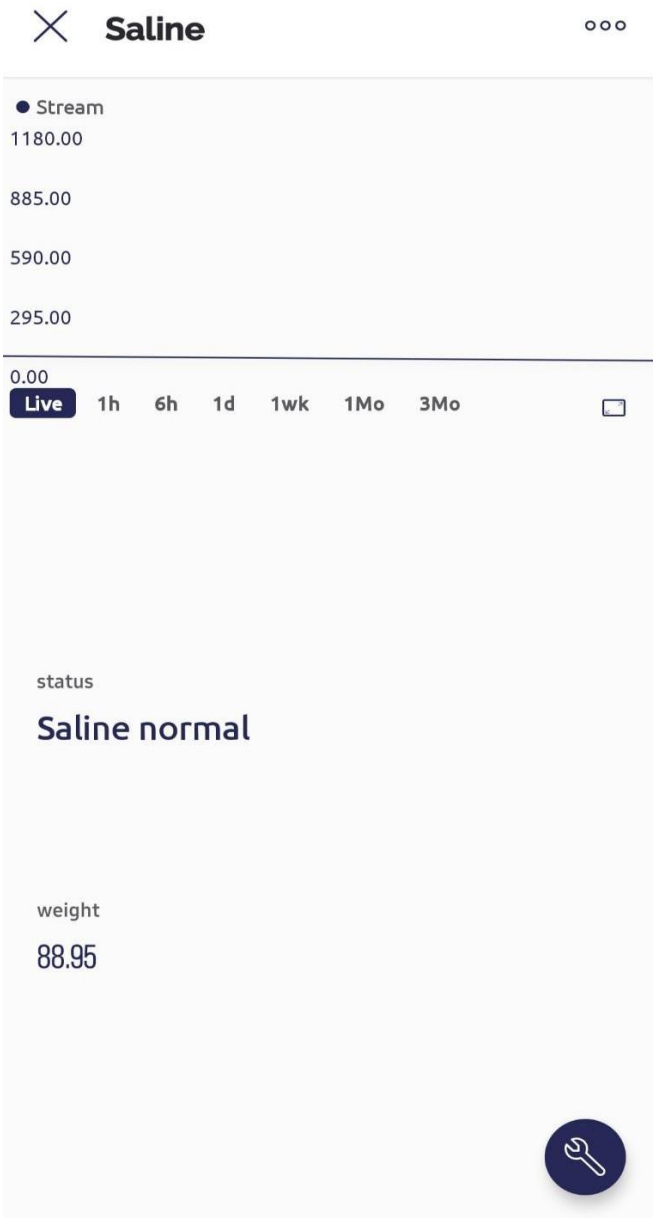 Saline
Stream
1180.00
885.00
590.00
295.00
0.00
Live 1h 6h 1d 1wk 1Mo 3Mo
status
Saline normal
weight
88.95